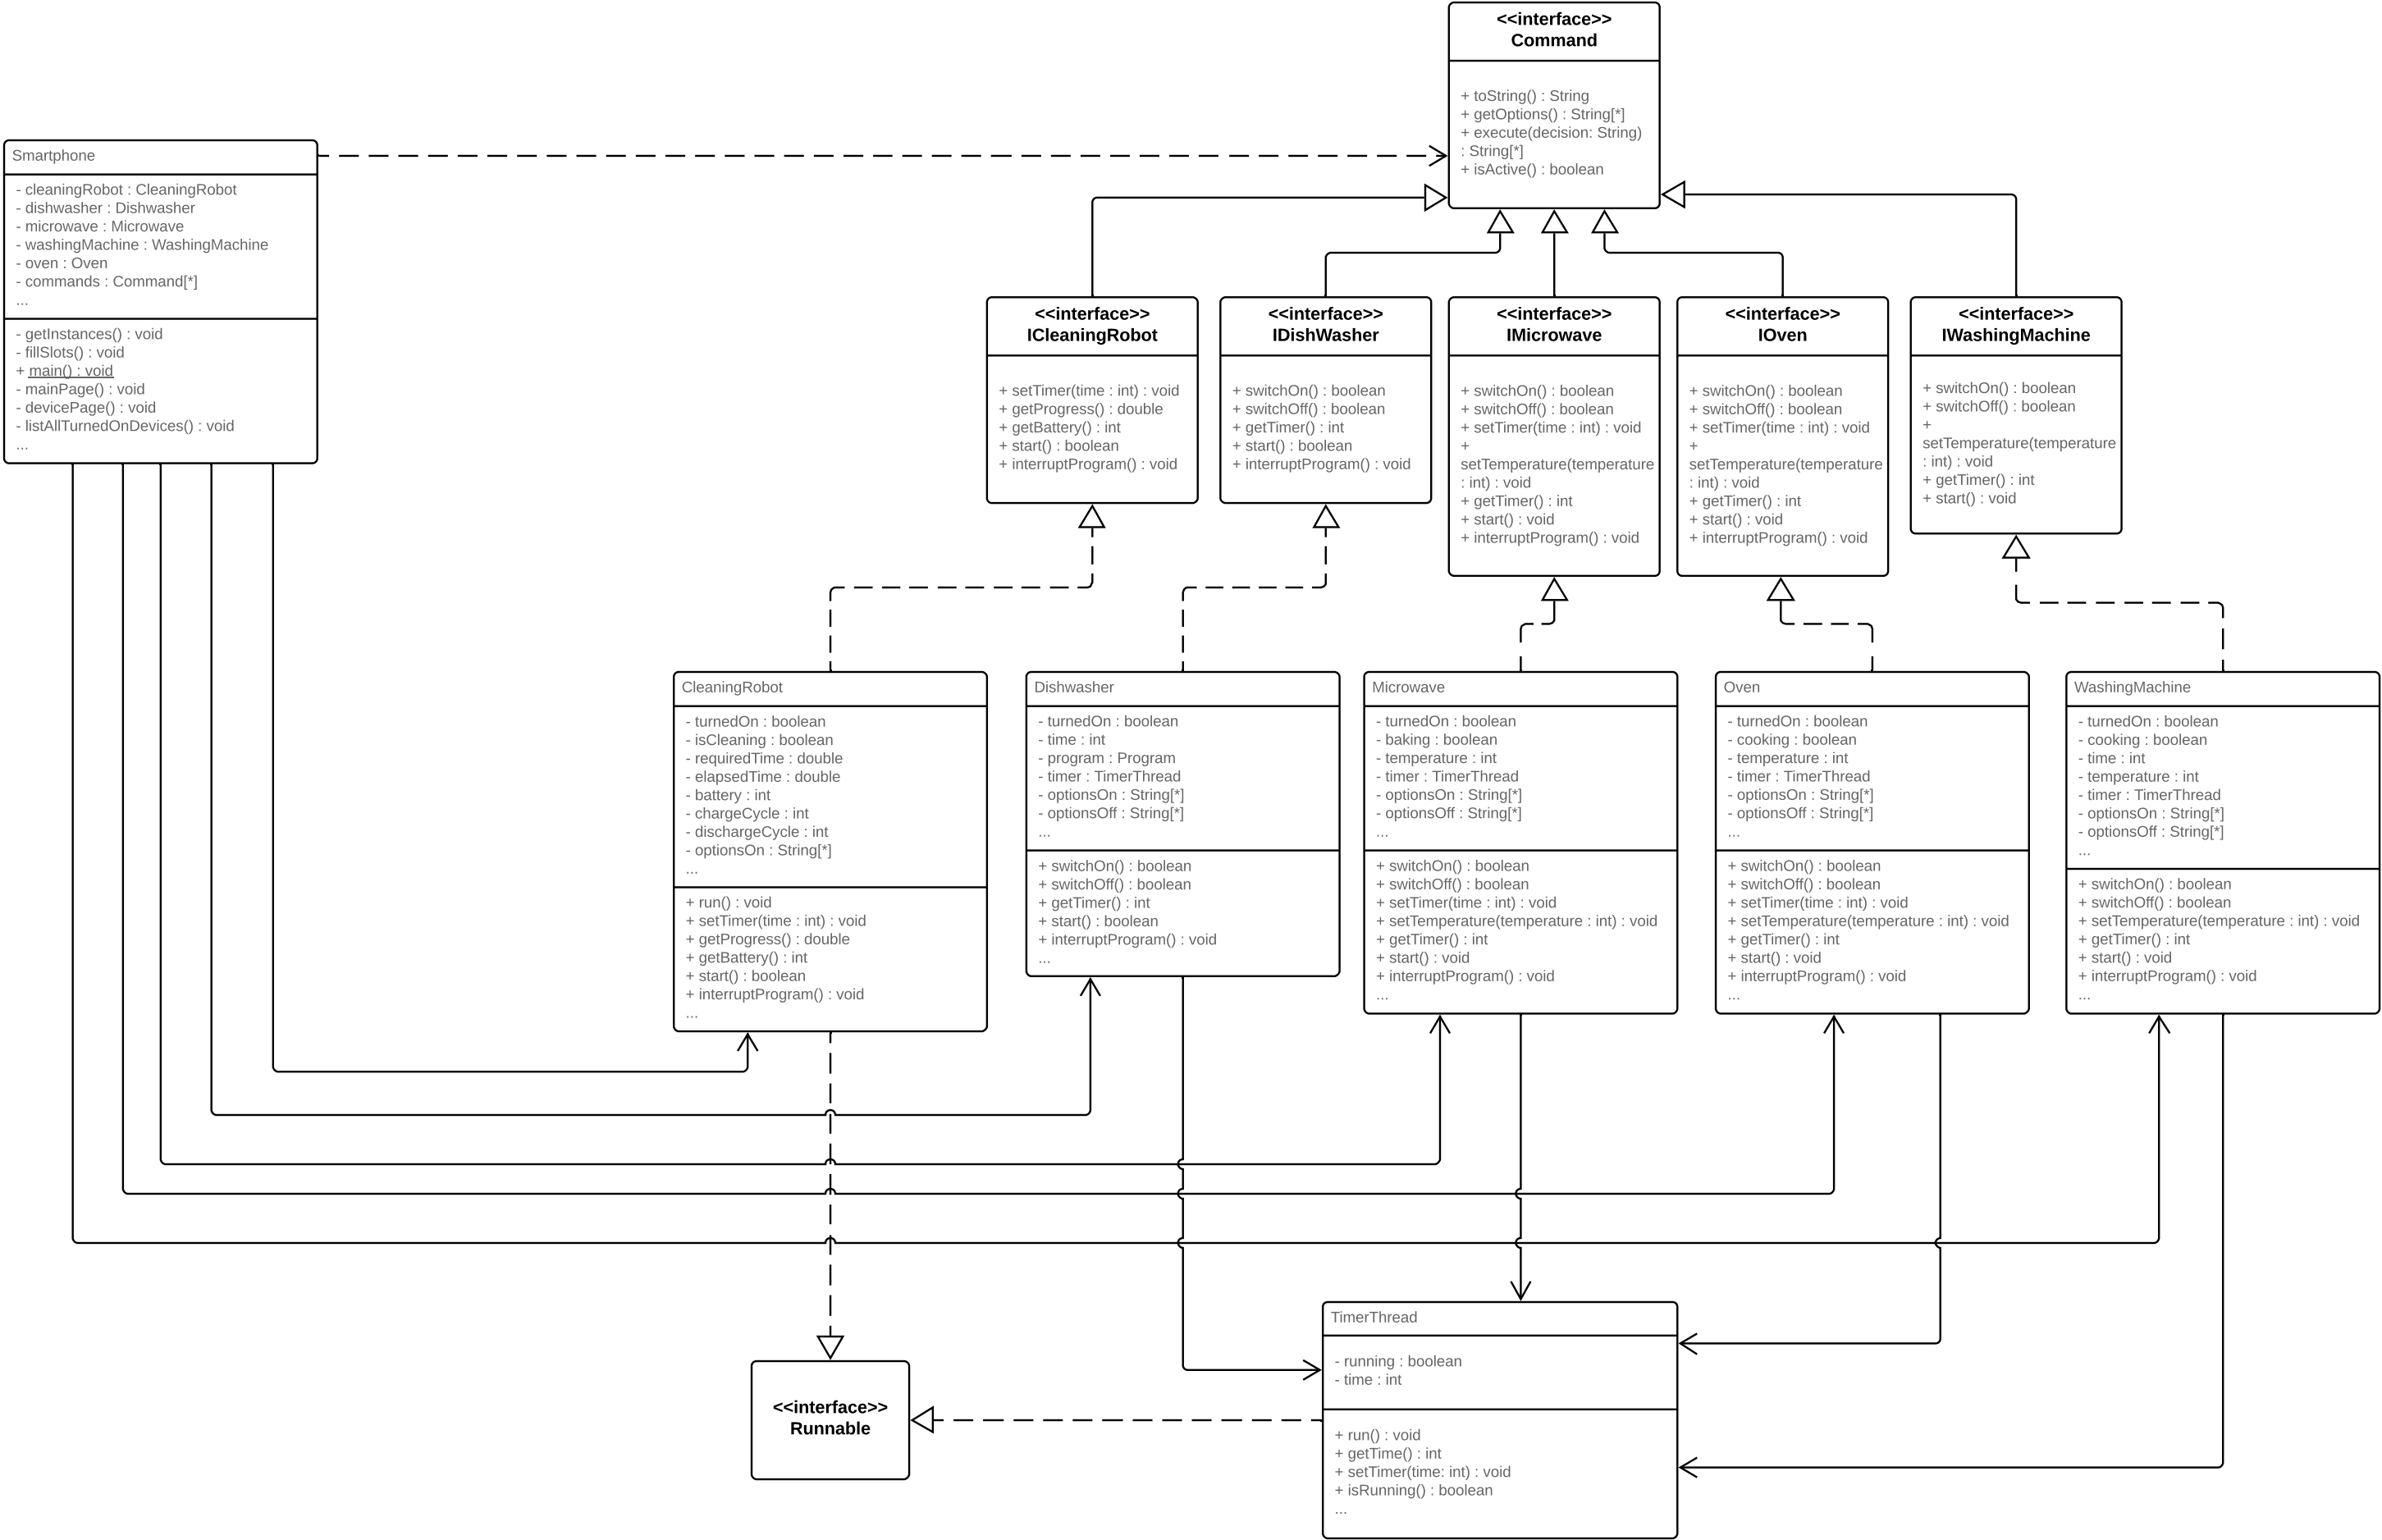 <<interface>>
Command
+ toString() : String
+ getOptions() : String[*]
+ execute(decision: String)
: String[*]
+ isActive() : boolean
Smartphone
- cleaningRobot : CleaningRobot
- dishwasher : Dishwasher
- microwave : Microwave
- washingMachine : WashingMachine
- oven : Oven
- commands : Command[*]
...
- getInstances() : void
- fillSlots() : void
+ main() : void
- mainPage() : void
- devicePage() : void
- listAllTurnedOnDevices() : void
...
<<interface>>
ICleaningRobot
+ setTimer(time : int) : void
+ getProgress() : double
+ getBattery() : int
+ start() : boolean
+ interruptProgram() : void
<<interface>>
IDishWasher
+ switchOn() : boolean
+ switchOff() : boolean
+ getTimer() : int
+ start() : boolean
+ interruptProgram() : void
<<interface>>
IMicrowave
+ switchOn() : boolean
+ switchOff() : boolean
+ setTimer(time : int) : void
+
setTemperature(temperature
: int) : void
+ getTimer() : int
+ start() : void
+ interruptProgram() : void
<<interface>>
IOven
+ switchOn() : boolean
+ switchOff() : boolean
+ setTimer(time : int) : void
+
setTemperature(temperature
: int) : void
+ getTimer() : int
+ start() : void
+ interruptProgram() : void
<<interface>>
IWashingMachine
+ switchOn() : boolean
+ switchOff() : boolean
+
setTemperature(temperature
: int) : void
+ getTimer() : int
+ start() : void
CleaningRobot
- turnedOn : boolean
- isCleaning : boolean
- requiredTime : double
- elapsedTime : double
- battery : int
- chargeCycle : int
- dischargeCycle : int
- optionsOn : String[*]
...
+ run() : void
+ setTimer(time : int) : void
+ getProgress() : double
+ getBattery() : int
+ start() : boolean
+ interruptProgram() : void
...
Dishwasher
- turnedOn : boolean
- time : int
- program : Program
- timer : TimerThread
- optionsOn : String[*]
- optionsOff : String[*]
...
+ switchOn() : boolean
+ switchOff() : boolean
+ getTimer() : int
+ start() : boolean
+ interruptProgram() : void
...
Microwave
- turnedOn : boolean
- baking : boolean
- temperature : int
- timer : TimerThread
- optionsOn : String[*]
- optionsOff : String[*]
...
+ switchOn() : boolean
+ switchOff() : boolean
+ setTimer(time : int) : void
+ setTemperature(temperature : int) : void
+ getTimer() : int
+ start() : void
+ interruptProgram() : void
...
Oven
- turnedOn : boolean
- cooking : boolean
- temperature : int
- timer : TimerThread
- optionsOn : String[*]
- optionsOff : String[*]
...
+ switchOn() : boolean
+ switchOff() : boolean
+ setTimer(time : int) : void
+ setTemperature(temperature : int) : void
+ getTimer() : int
+ start() : void
+ interruptProgram() : void
...
WashingMachine
- turnedOn : boolean
- cooking : boolean
- time : int
- temperature : int
- timer : TimerThread
- optionsOn : String[*]
- optionsOff : String[*]
...
+ switchOn() : boolean
+ switchOff() : boolean
+ setTemperature(temperature : int) : void
+ getTimer() : int
+ start() : void
+ interruptProgram() : void
...
<<interface>>
Runnable
TimerThread
- running : boolean
- time : int
+ run() : void
+ getTime() : int
+ setTimer(time: int) : void
+ isRunning() : boolean
...